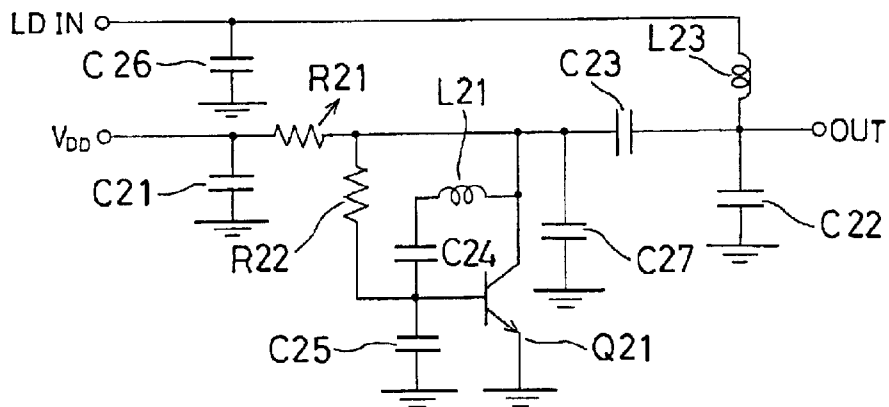 LD IN
C26
R21
L21
C23
L23
VDD
OUT
C21
R22
C24
C27
C22
C25
Q21